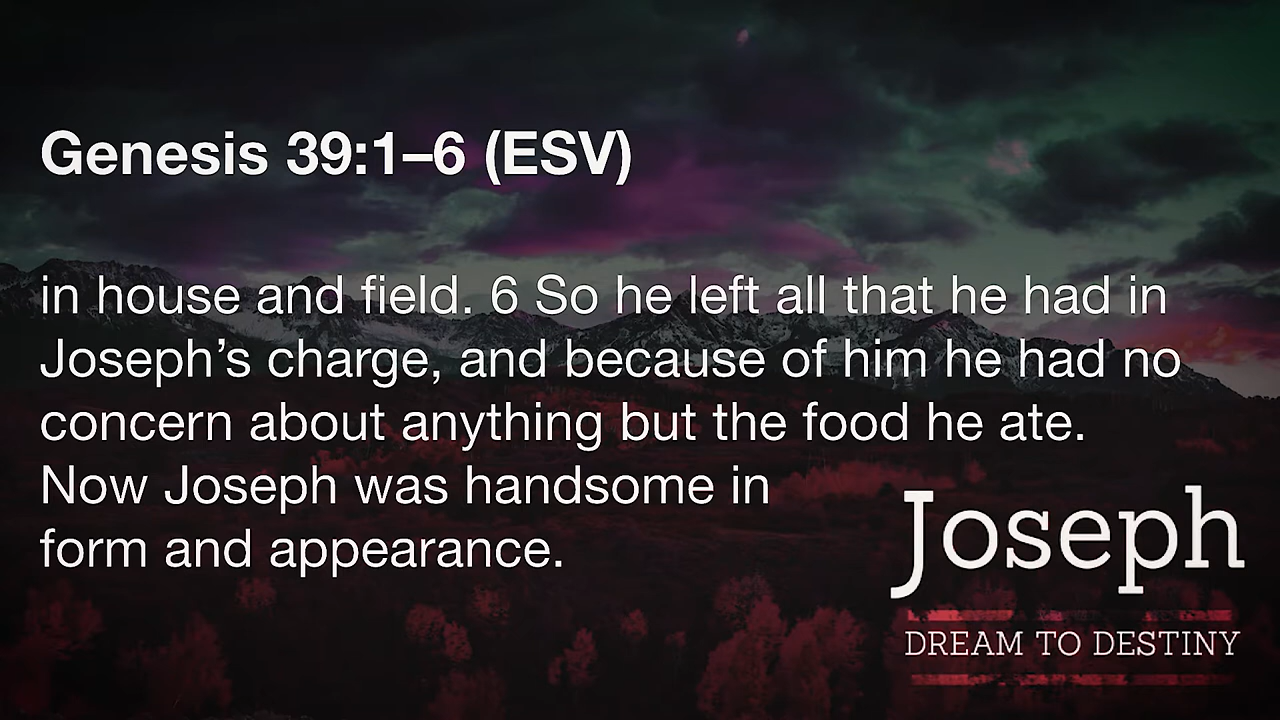 Genesis 39:1–6 (ESV)
in house and field. 6 So he left all that he had in
Joseph’s charge, and because of him he had no
concern about anything but the food he ate.
Now Joseph was handsome in
form and appearance.
Joseph
DREAM TO DESTINY